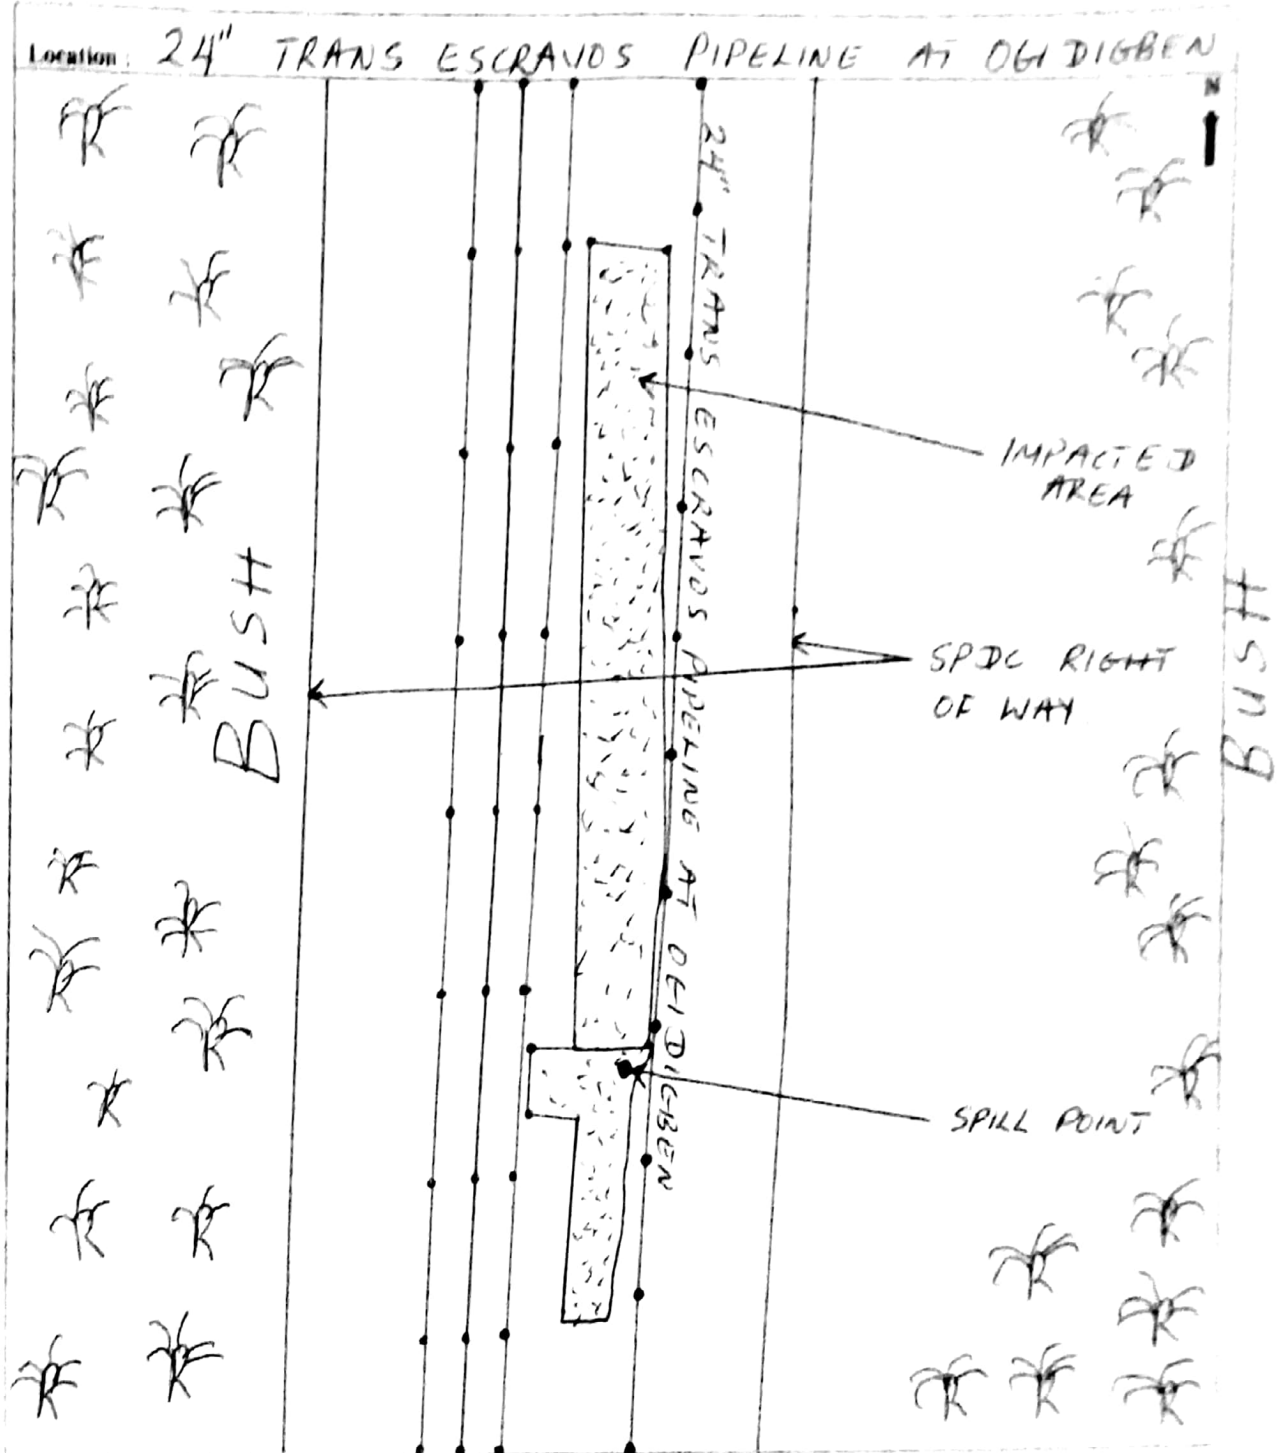 Location: 24" TRANS ESCRAVOS PIPELINE AT OGIDIGBEN
N
24" TRANS ESCRAVOS PIPELINE AT OGIDIGBEN
IMPACTED
AREA
BUSH
SPDC RIGHT
OF WAY
BUSH
SPILL POINT